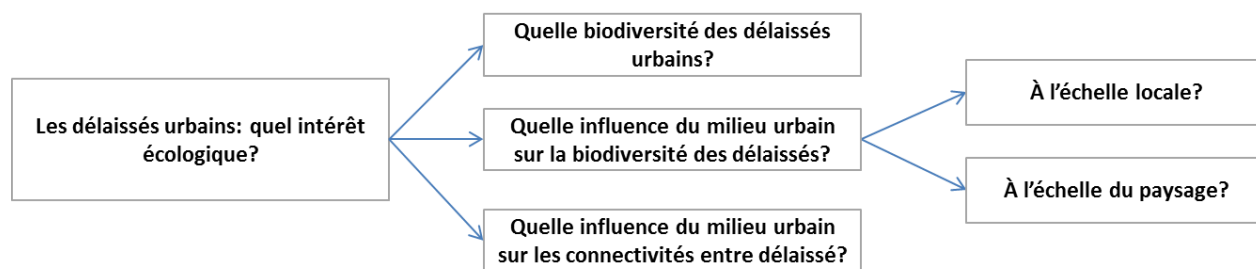 Les délaissés urbains: quel intérêt
écologique?
Quelle biodiversité des délaissés
urbains?
Quelle influence du milieu urbain
sur la biodiversité des délaissés?
Quelle influence du milieu urbain
sur les connectivités entre délaissé?
À l'échelle locale?
À l'échelle du paysage?